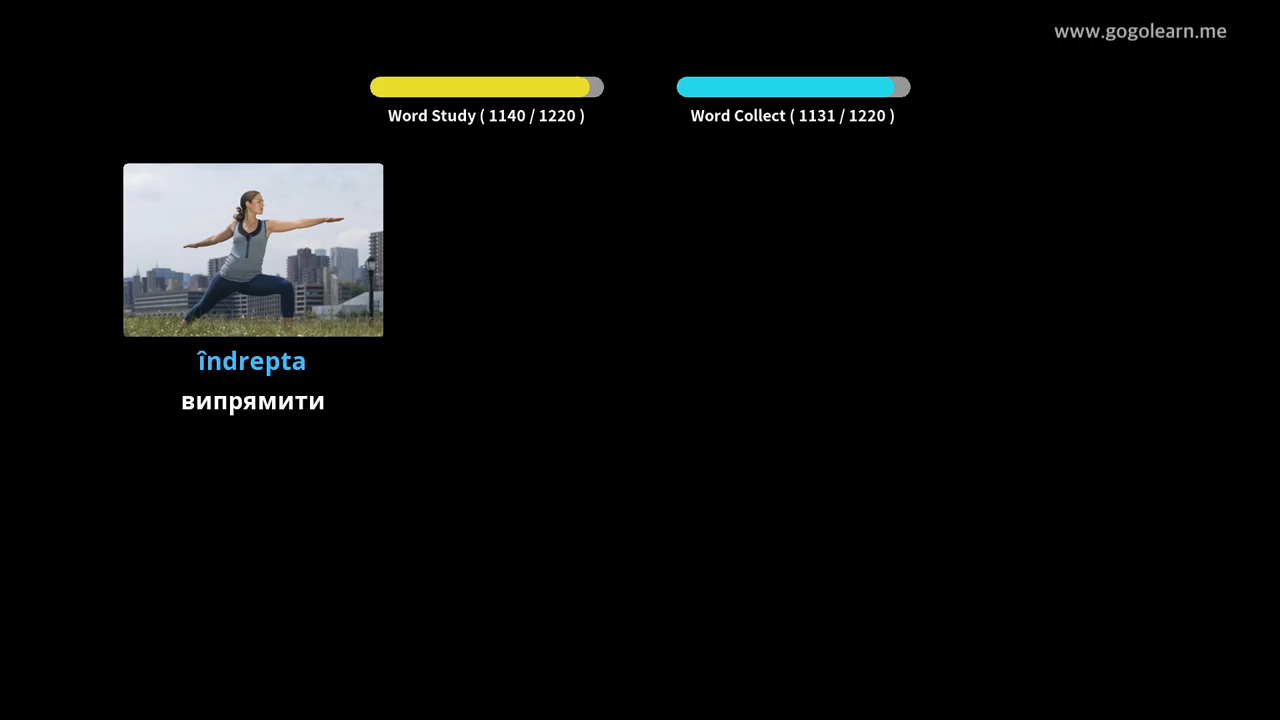 www.gogolearn.me
Word Study ( 1140 / 1220 )
Word Collect ( 1131 / 1220 )
îndrepta
випрямити